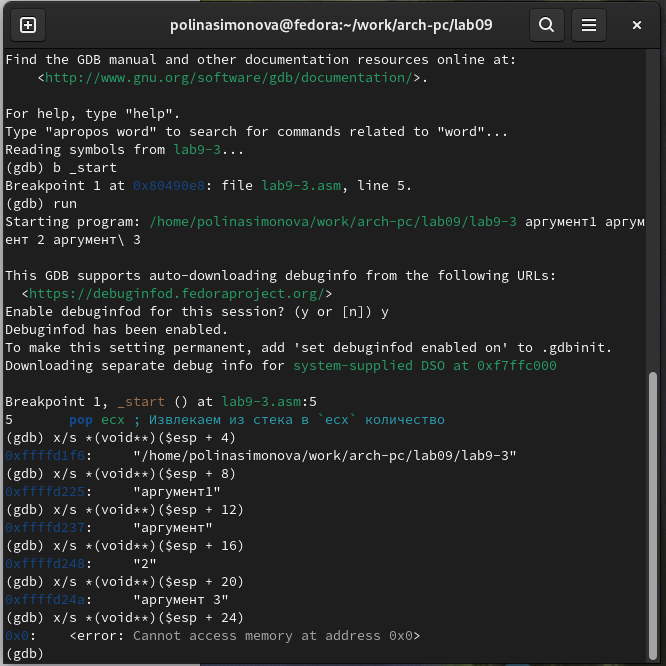 polinasimonova@fedora:~/work/arch-pc/lab09
Find the GDB manual and other documentation resources online at:
    <http://www.gnu.org/software/gdb/documentation/>.

For help, type "help".
Type "apropos word" to search for commands related to "word"...
Reading symbols from lab9-3...
(gdb) b _start
Breakpoint 1 at 0x80490e8: file lab9-3.asm, line 5.
(gdb) run
Starting program: /home/polinasimonova/work/arch-pc/lab09/lab9-3 аргумент1 аргум
ент 2 аргумент\ 3

This GDB supports auto-downloading debuginfo from the following URLs:
  <https://debuginfod.fedoraproject.org/>
Enable debuginfod for this session? (y or [n]) y
Debuginfod has been enabled.
To make this setting permanent, add 'set debuginfod enabled on' to .gdbinit.
Downloading separate debug info for system-supplied DSO at 0xf7ffc000

Breakpoint 1, _start () at lab9-3.asm:5
5       pop ecx ; Извлекаем из стека в `ecx` количество
(gdb) x/s *(void**)($esp + 4)
0xffffd1f6:     "/home/polinasimonova/work/arch-pc/lab09/lab9-3"
(gdb) x/s *(void**)($esp + 8)
0xffffd225:     "аргумент1"
(gdb) x/s *(void**)($esp + 12)
0xffffd237:     "аргумент"
(gdb) x/s *(void**)($esp + 16)
0xffffd248:     "2"
(gdb) x/s *(void**)($esp + 20)
0xffffd24a:     "аргумент 3"
(gdb) x/s *(void**)($esp + 24)
0x0:    <error: Cannot access memory at address 0x0>
(gdb)